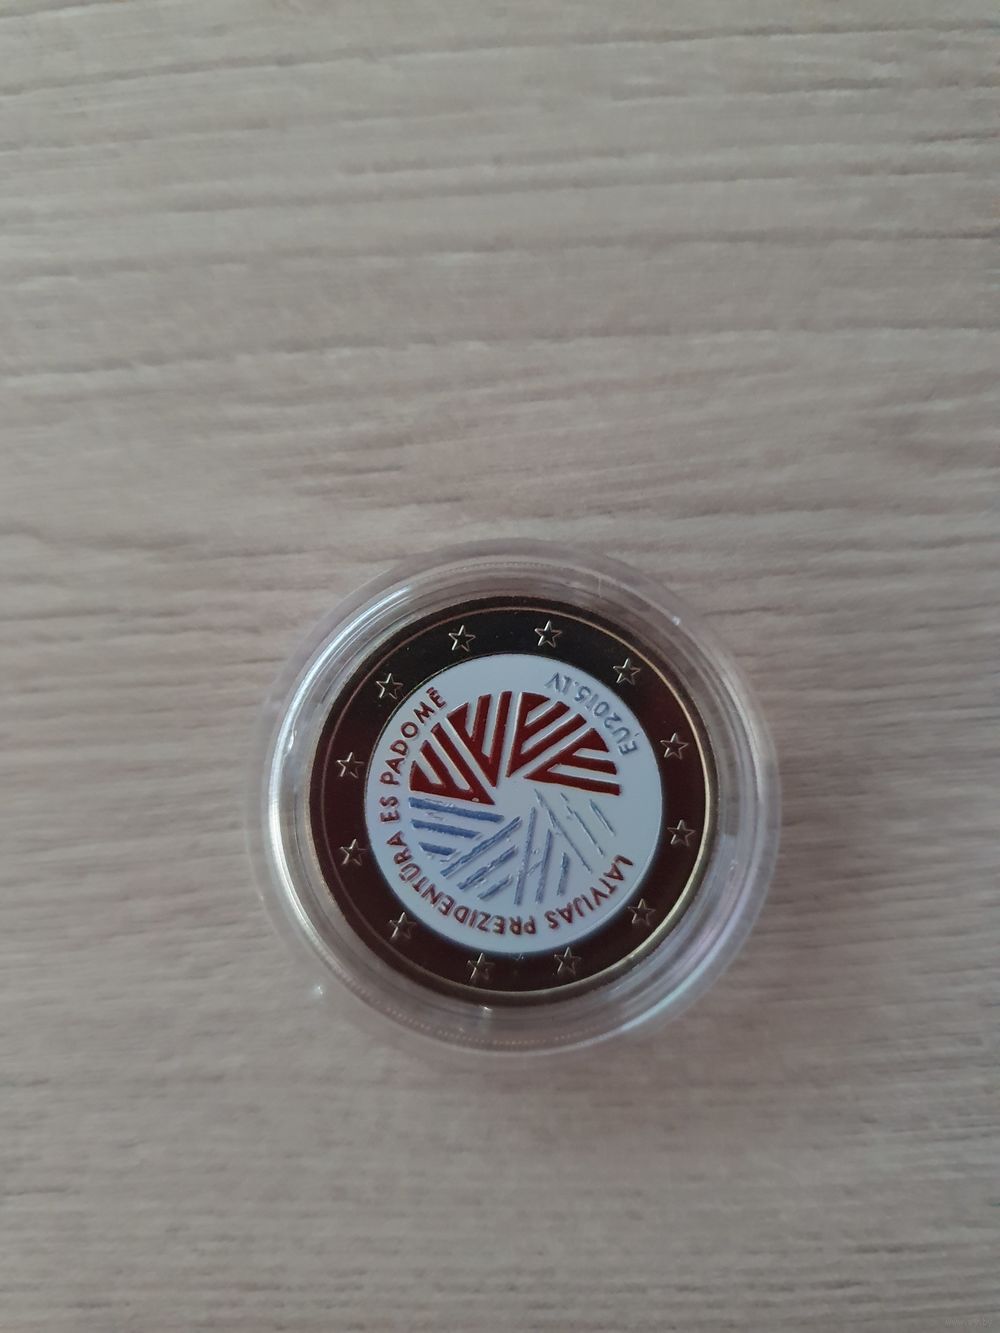 LATVIJAS PREZIDENTŪRA ES PADOMĒ
EU2015.LV